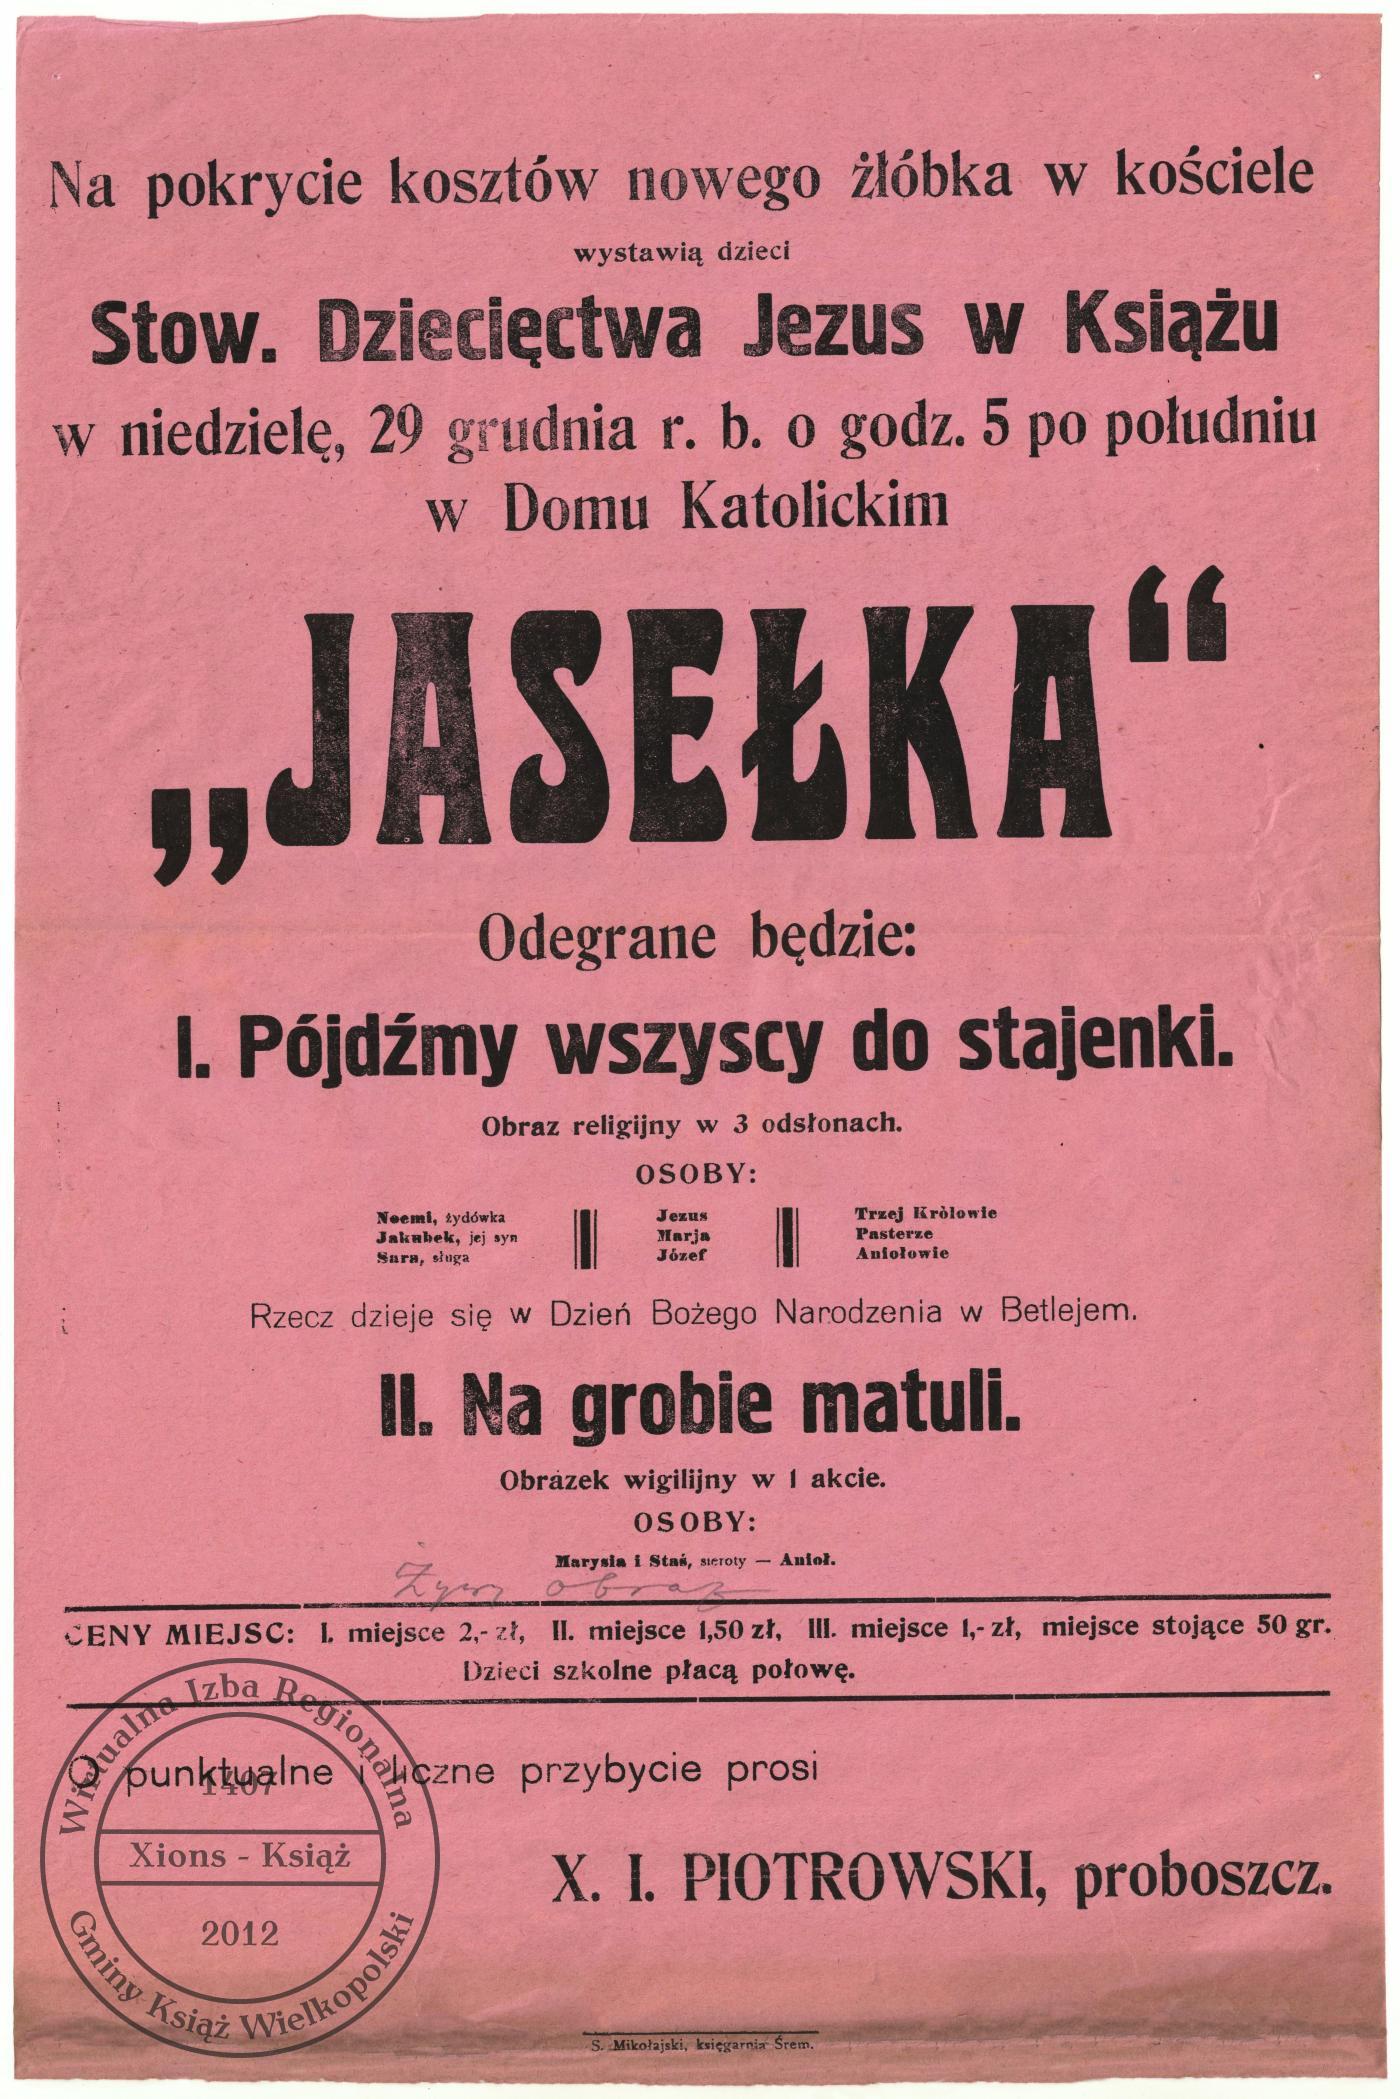 Na pokrycie kosztów nowego żłóbka w kościele
wystawią dzieci
Stow. Dziecięctwa Jezus w Książu
w niedzielę, 29 grudnia r. b. o godz. 5 po południu
w Domu Katolickim
„JASEŁKA“
Odegrane będzie:
I. Pójdźmy wszyscy do stajenki.
Obraz religijny w 3 odsłonach.
OSOBY:
Noemi, żydówka
Jakubek, jej syn
Sara, sługa
Jezus
Marja
Józef
Trzej Kròlowie
Pasterze
Aniołowie
Rzecz dzieje się w Dzień Bożego Narodzenia w Betlejem.
II. Na grobie matuli.
Obrazek wigilijny w 1 akcie.
OSOBY:
Marysia i Staś, sieroty — Anioł.
Żywy obraz
CENY MIEJSC: I. miejsce 2,- zł, II. miejsce 1,50 zł, III. miejsce 1,- zł, miejsce stojące 50 gr.
Dzieci szkolne płacą połowę.
O punktualne i liczne przybycie prosi
X. I. PIOTROWSKI, proboszcz.
S. Mikołajski, księgarnia Śrem.
Wirtualna Izba Regionalna
1407
Xions - Książ
2012
Gminy Książ Wielkopolski